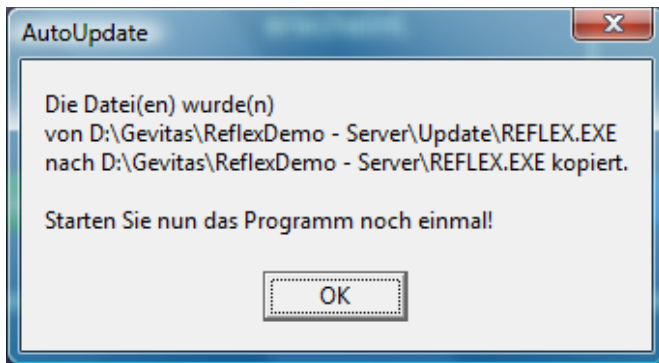 AutoUpdate
Die Datei(en) wurde(n)
von D:\Gevitas\ReflexDemo - Server\Update\REFLEX.EXE
nach D:\Gevitas\ReflexDemo - Server\REFLEX.EXE kopiert.
Starten Sie nun das Programm noch einmal!
OK